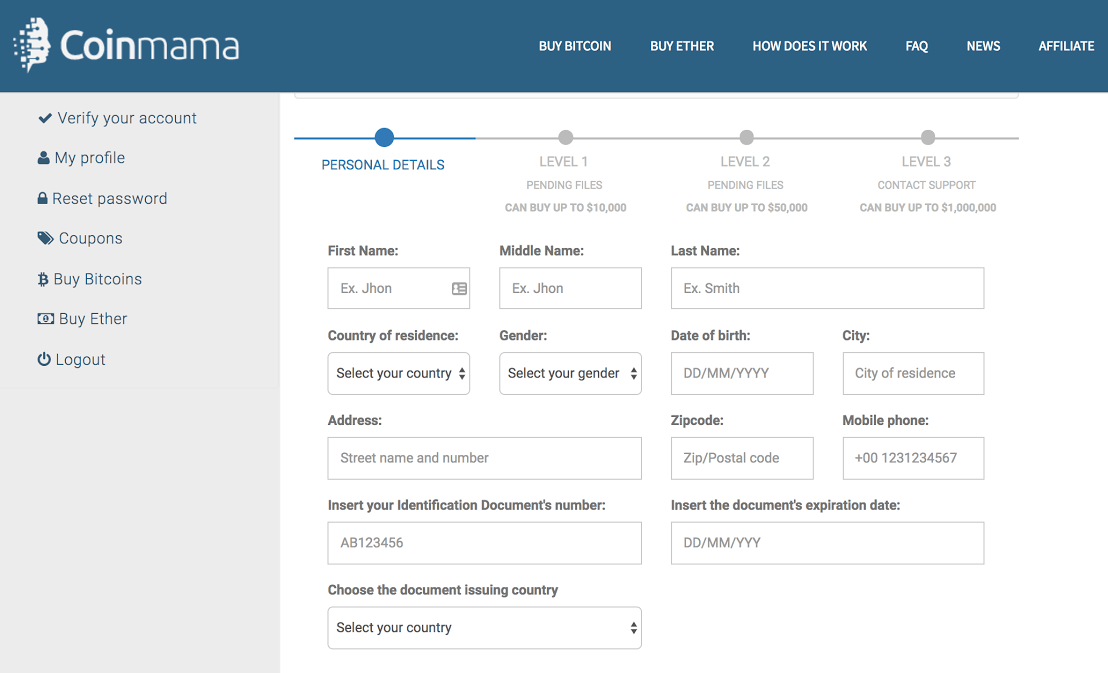 Coinmama
BUY BITCOIN BUY ETHER HOW DOES IT WORK FAQ NEWS AFFILIATE
Verify your account
My profile
Reset password
Coupons
Buy Bitcoins
Buy Ether
Logout
PERSONAL DETAILS LEVEL 1 LEVEL 2 LEVEL 3
PENDING FILES PENDING FILES CONTACT SUPPORT
CAN BUY UP TO $10,000 CAN BUY UP TO $50,000 CAN BUY UP TO $1,000,000
First Name: Middle Name: Last Name:
Ex. Jhon Ex. Jhon Ex. Smith
Country of residence: Gender: Date of birth: City:
Select your country Select your gender DD/MM/YYYY City of residence
Address: Zipcode: Mobile phone:
Street name and number Zip/Postal code +00 1231234567
Insert your Identification Document's number: Insert the document's expiration date:
AB123456 DD/MM/YYY
Choose the document issuing country
Select your country